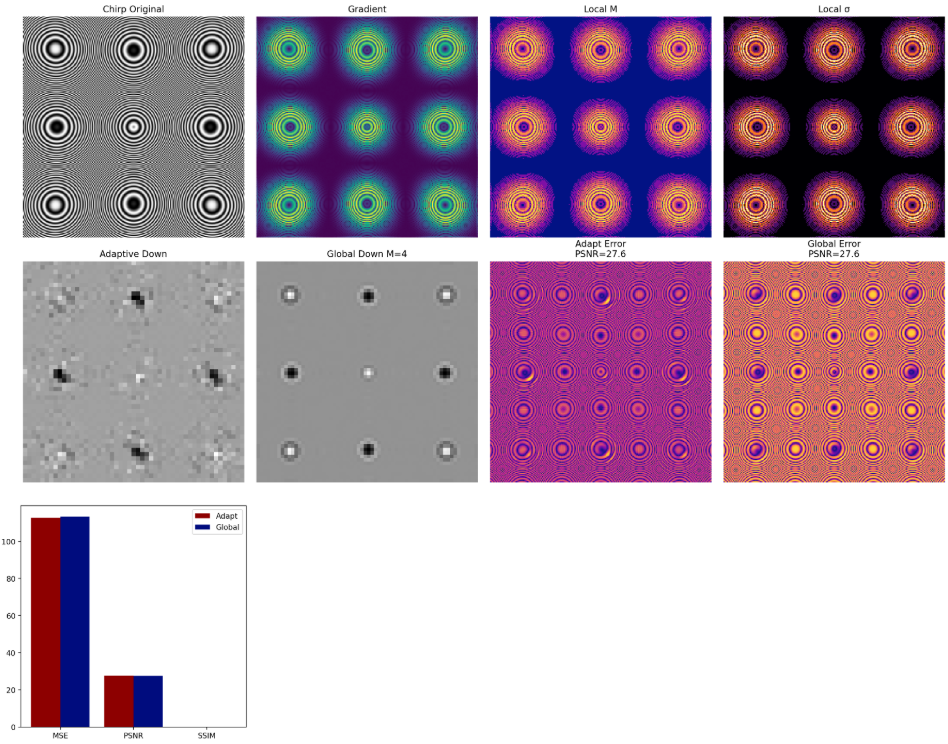 Chirp Original
Gradient
Local M
Local σ
Adaptive Down
Global Down M=4
Adapt Error
PSNR=27.6
Global Error
PSNR=27.6
Adapt
Global
100
80
60
40
20
0
MSE
PSNR
SSIM